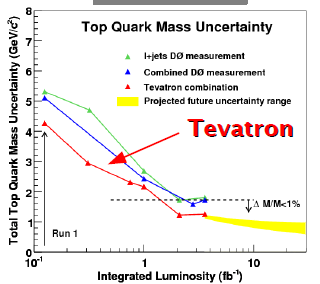 Top Quark Mass Uncertainty
Total Top Quark Mass Uncertainty (GeV/c²)
8
7
6
5
4
3
2
1
0
l+jets DØ measurement
Combined DØ measurement
Tevatron combination
Projected future uncertainty range
Tevatron
Δ M/M<1%
Run 1
10⁻¹
1
10
Integrated Luminosity (fb⁻¹)